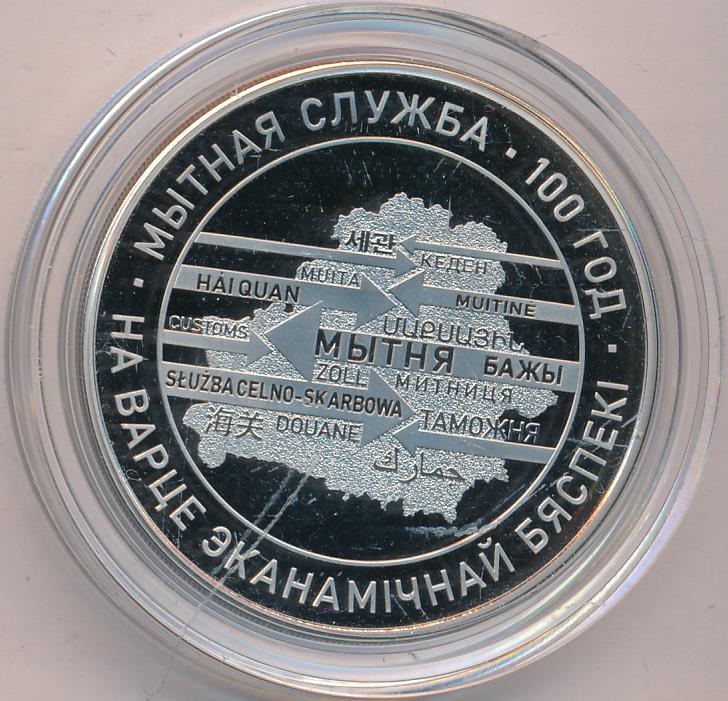 МЫТНАЯ СЛУЖБА · 100 ГОД ·
НА ВАРЦЕ ЭКАНАМІЧНАЙ БЯСПЕКІ ·
세관
КЕДЕН
MUITA
HẢI QUAN
MUITINĖ
CUSTOMS
ՄԱՔՍԱՅԻՆ
МЫТНЯ
БАЖЫ
ZOLL
МИТНИЦЯ
SŁUŻBA CELNO-SKARBOWA
海关
DOUANE
ТАМОЖНЯ
جمارك